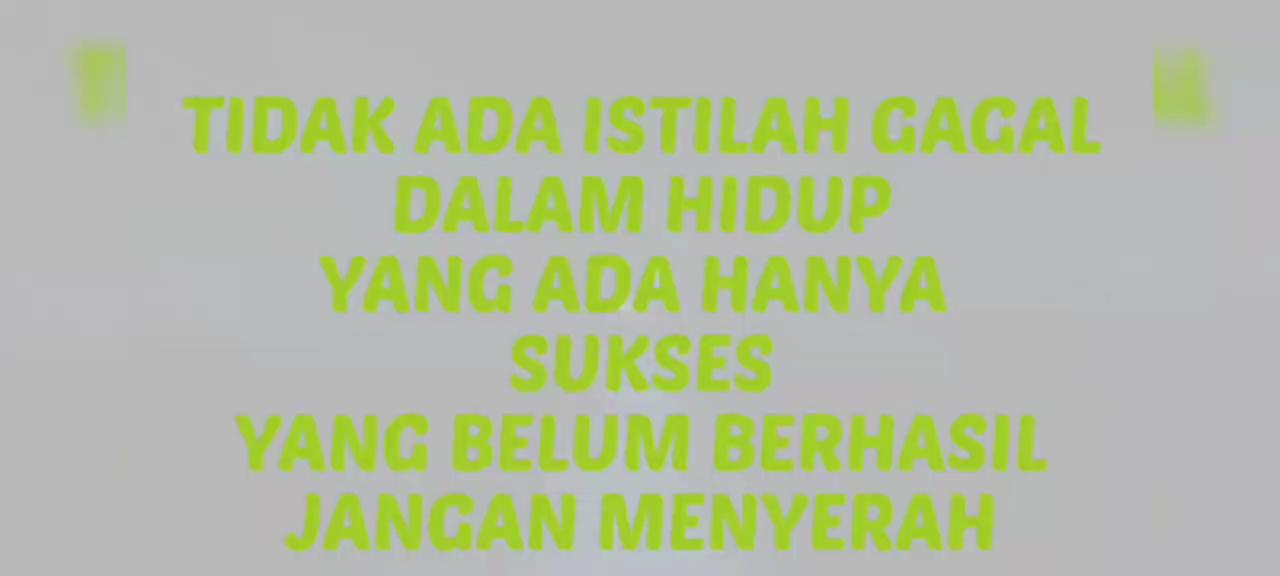 TIDAK ADA ISTILAH GAGAL
DALAM HIDUP
YANG ADA HANYA
SUKSES
YANG BELUM BERHASIL
JANGAN MENYERAH